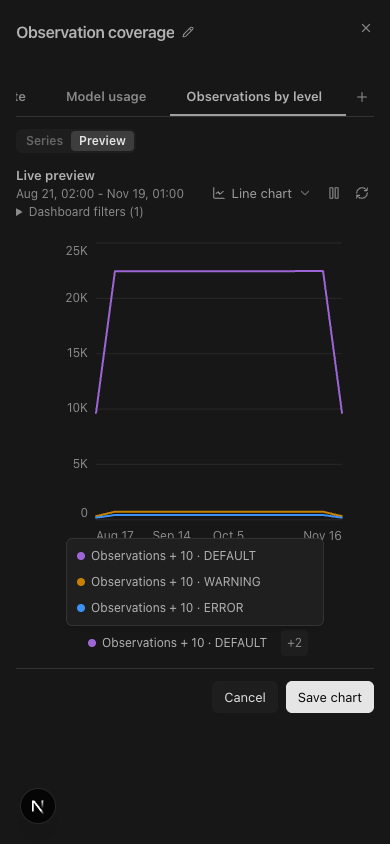 Observation coverage
te
Model usage
Observations by level
Series
Preview
Live preview
Aug 21, 02:00 - Nov 19, 01:00
Line chart
Dashboard filters (1)
25K
20K
15K
10K
5K
0
Aug 17
Sep 14
Oct 5
Nov 16
Observations + 10 · DEFAULT
Observations + 10 · WARNING
Observations + 10 · ERROR
Observations + 10 · DEFAULT
+2
Cancel
Save chart
N